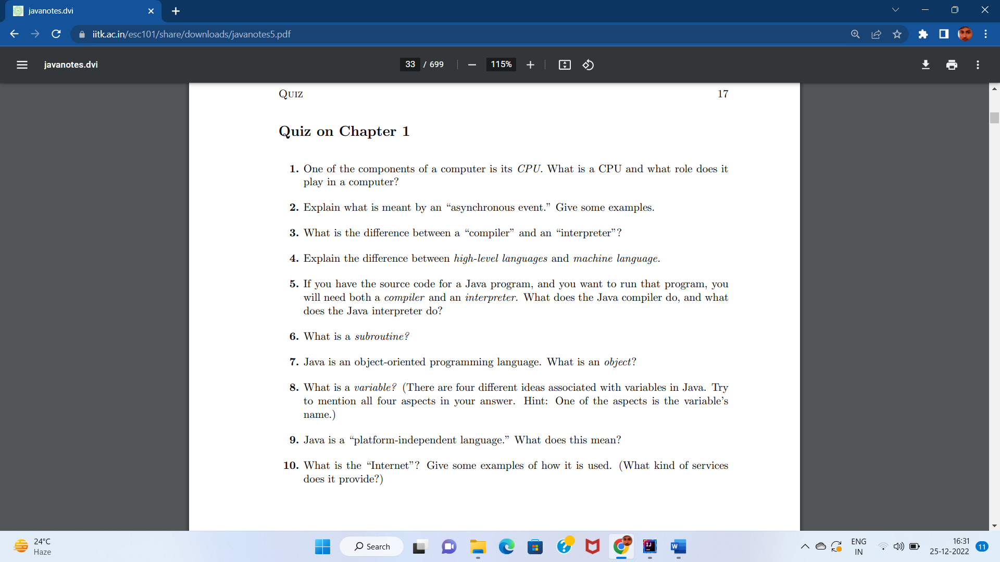 javanotes.dvi
iitk.ac.in/esc101/share/downloads/javanotes5.pdf
javanotes.dvi
33 / 699
115%
QUIZ 17
Quiz on Chapter 1
1. One of the components of a computer is its CPU. What is a CPU and what role does it
play in a computer?
2. Explain what is meant by an “asynchronous event.” Give some examples.
3. What is the difference between a “compiler” and an “interpreter”?
4. Explain the difference between high-level languages and machine language.
5. If you have the source code for a Java program, and you want to run that program, you
will need both a compiler and an interpreter. What does the Java compiler do, and what
does the Java interpreter do?
6. What is a subroutine?
7. Java is an object-oriented programming language. What is an object?
8. What is a variable? (There are four different ideas associated with variables in Java. Try
to mention all four aspects in your answer. Hint: One of the aspects is the variable’s
name.)
9. Java is a “platform-independent language.” What does this mean?
10. What is the “Internet”? Give some examples of how it is used. (What kind of services
does it provide?)
24°C
Haze
Search
IJ
W
ENG
IN
16:31
25-12-2022
11